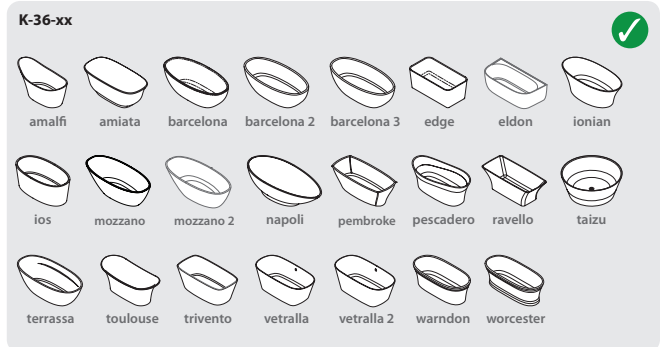 K-36-xx
amalfi amiata barcelona barcelona 2 barcelona 3 edge eldon ionian
ios mozzano mozzano 2 napoli pembroke pescadero ravello taizu
terrassa toulouse trivento vetralla vetralla 2 warndon worcester